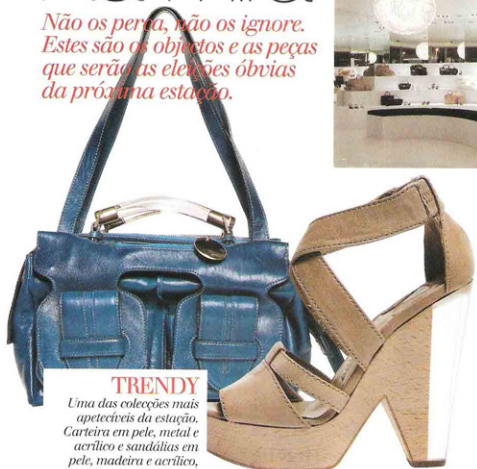 Não os perca, não os ignore.
Estes são os objectos e as peças
que serão as eleições óbvias
da próxima estação.
TRENDY
Uma das colecções mais
apetecíveis da estação.
Carteira em pele, metal e
acrílico e sandálias em
pele, madeira e acrílico,